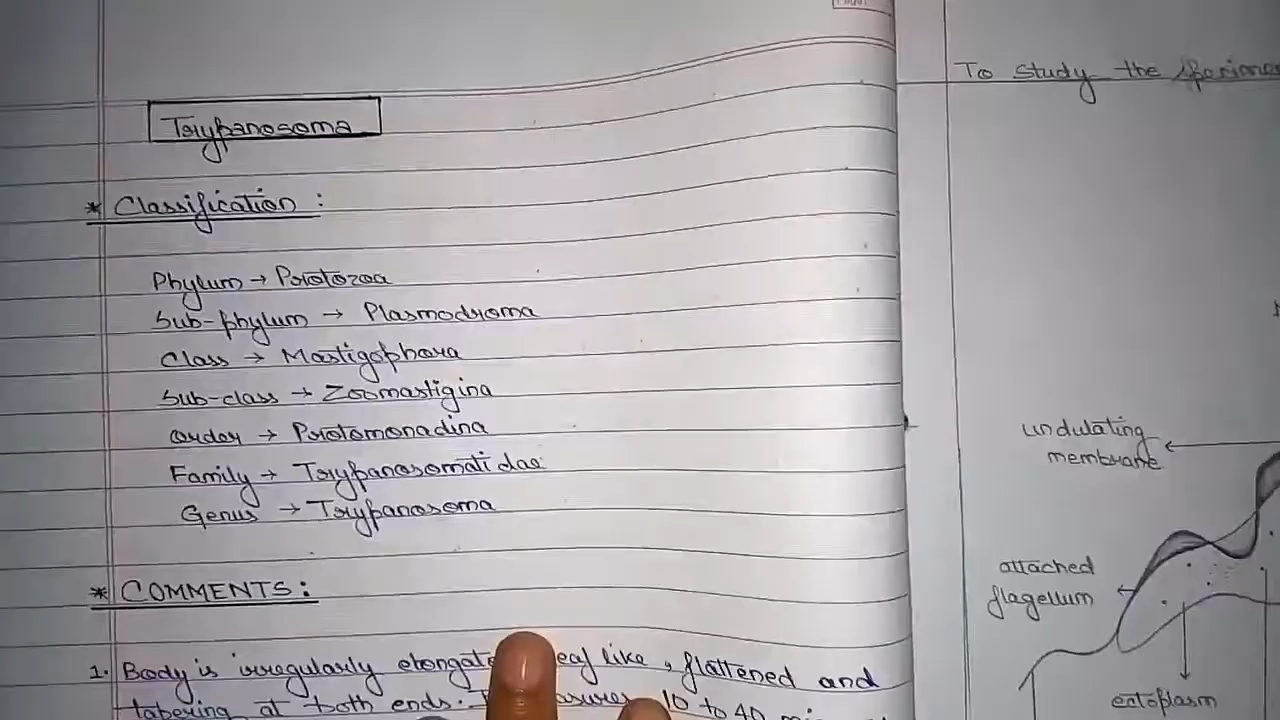 Trypanosoma
* Classification :
Phylum → Protozoa
Sub-phylum → Plasmodroma
Class → Mastigophora
Sub-class → Zoomastigina
Order → Protomonadina
Family → Trypanosomatidae
Genus → Trypanosoma
* COMMENTS :
1. Body is irregularly like, flattened and
tapering at both ends. 10 to 40
To study the
undulating
membrane
attached
flagellum
ectoplasm